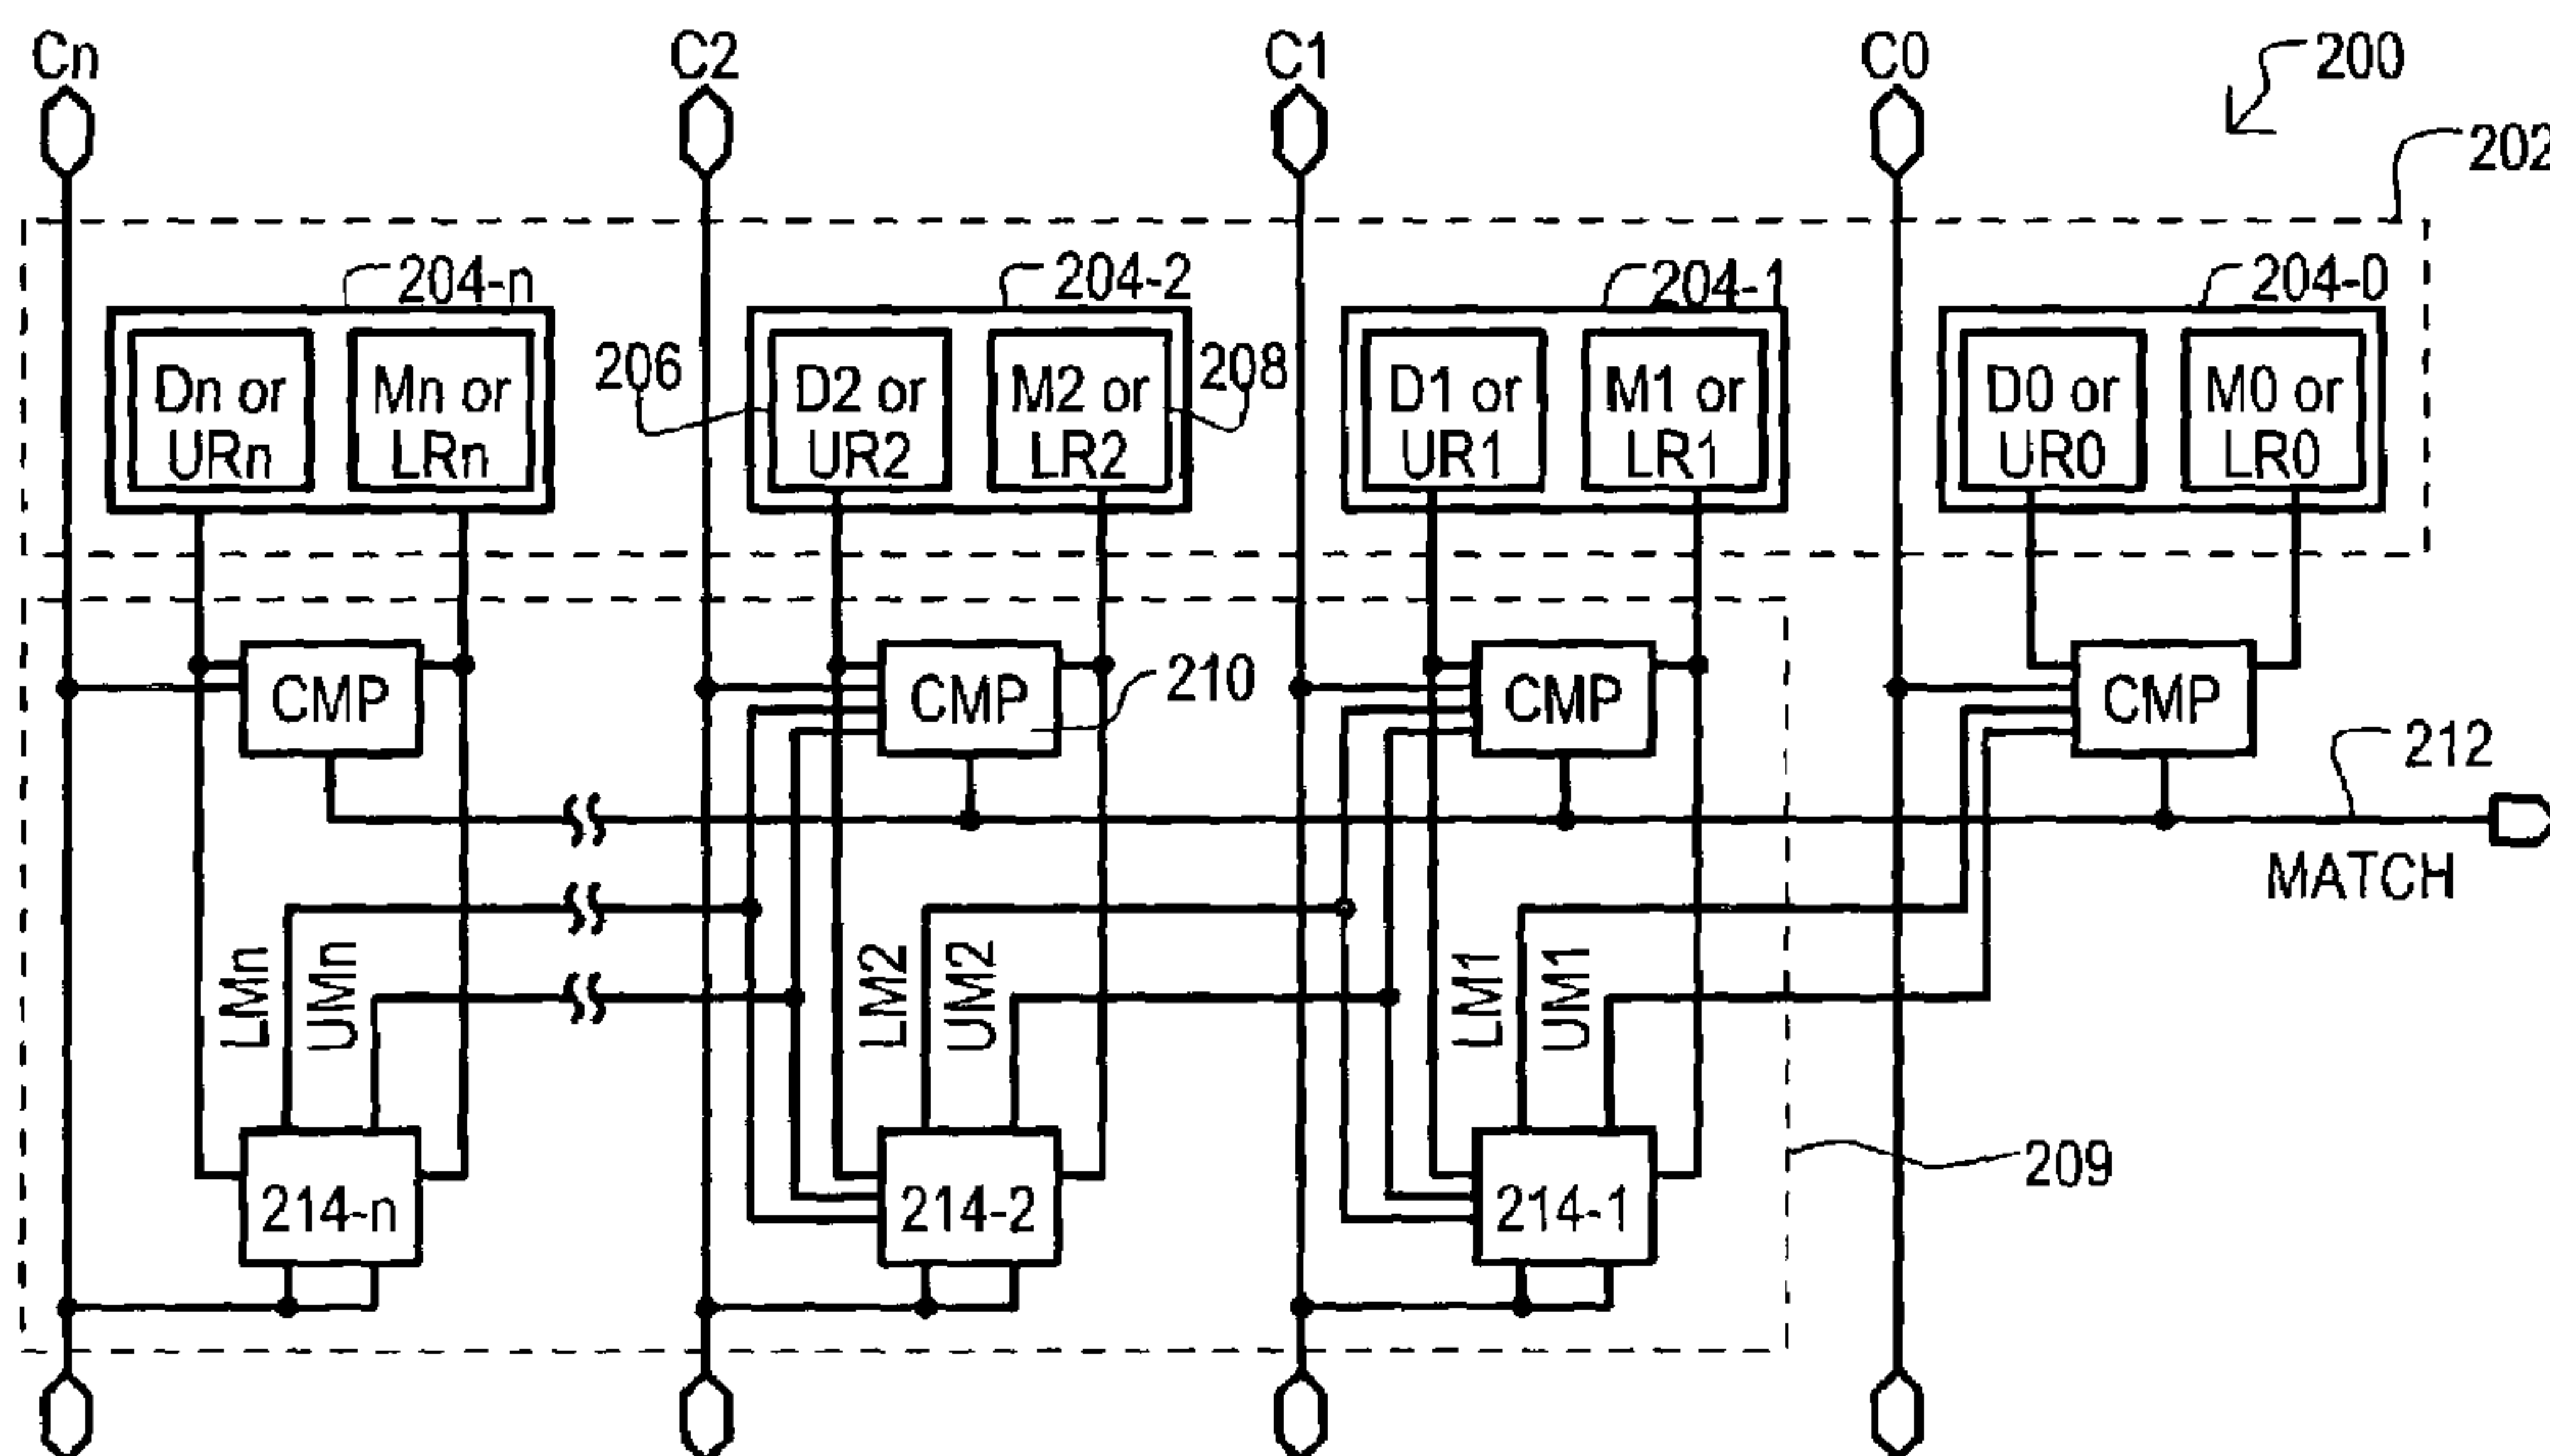 Cn
C2
C1
C0
200
202
204-n
204-2
204-1
204-0
206
208
Dn or
URn
Mn or
LRn
D2 or
UR2
M2 or
LR2
D1 or
UR1
M1 or
LR1
D0 or
UR0
M0 or
LR0
CMP
CMP
210
CMP
CMP
212
MATCH
LMn
UMn
LM2
UM2
LM1
UM1
209
214-n
214-2
214-1